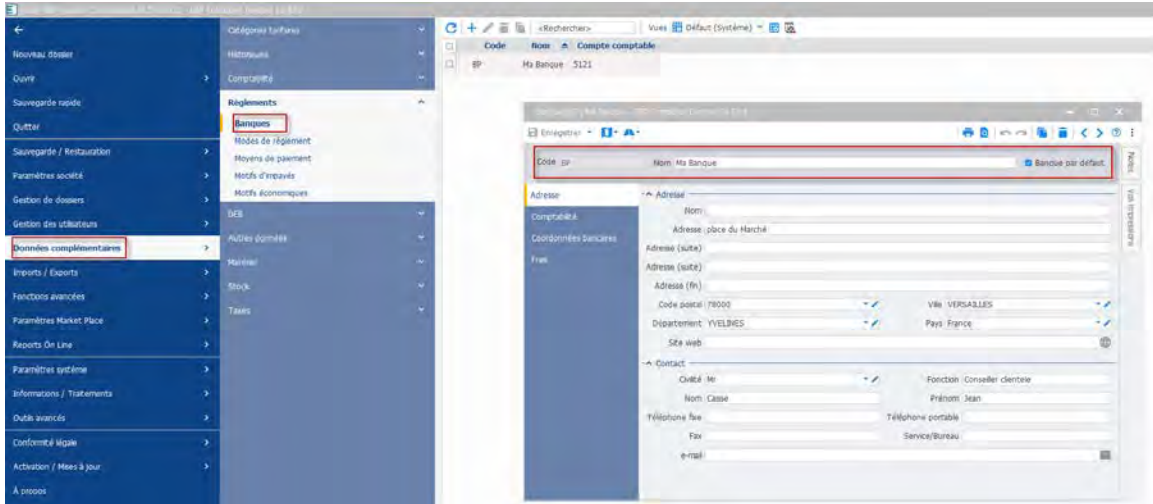 Nouveau dossier
Ouvrir
Sauvegarde rapide
Quitter
Sauvegarde / Restauration
Paramètres société
Gestion de dossiers
Gestion des utilisateurs
Données complémentaires
Imports / Exports
Fonctions avancées
Paramètres Market Place
Reports On Line
Paramètres système
Informations / Traitements
Outils avancés
Conformité légale
Activation / Mises à jour
À propos
Catégories tarifaires
Historiques
Comptabilité
Règlements
Banques
Modes de règlement
Moyens de paiement
Motifs d'impayés
Motifs économiques
DEB
Autres données
Matériel
Stock
Taxes
<Rechercher> Vues Défaut (Système)
Code Nom Compte comptable
BP Ma Banque 5121
Enregistrer
Code BP Nom Ma Banque Banque par défaut
Adresse
Comptabilité
Coordonnées bancaires
Frais
Adresse
Nom
Adresse place du Marché
Adresse (suite)
Adresse (suite)
Adresse (fin)
Code postal 78000 Ville VERSAILLES
Département YVELINES Pays France
Site web
Contact
Civilité Mr Fonction Conseiller clientele
Nom Casse Prénom Jean
Téléphone fixe Téléphone portable
Fax Service/Bureau
e-mail
Vos impressions